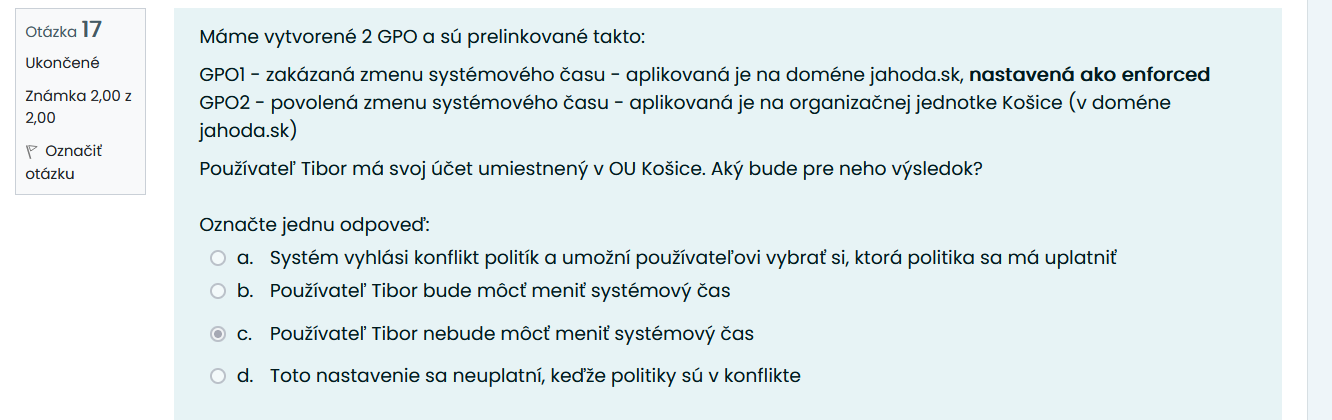 Otázka 17
Ukončené
Známka 2,00 z
2,00
Označiť
otázku
Máme vytvorené 2 GPO a sú prelinkované takto:
GPO1 - zakázaná zmenu systémového času - aplikovaná je na doméne jahoda.sk, nastavená ako enforced
GPO2 - povolená zmenu systémového času - aplikovaná je na organizačnej jednotke Košice (v doméne
jahoda.sk)
Používateľ Tibor má svoj účet umiestnený v OU Košice. Aký bude pre neho výsledok?
Označte jednu odpoveď:
a. Systém vyhlási konflikt politík a umožní používateľovi vybrať si, ktorá politika sa má uplatniť
b. Používateľ Tibor bude môcť meniť systémový čas
c. Používateľ Tibor nebude môcť meniť systémový čas
d. Toto nastavenie sa neuplatní, keďže politiky sú v konflikte